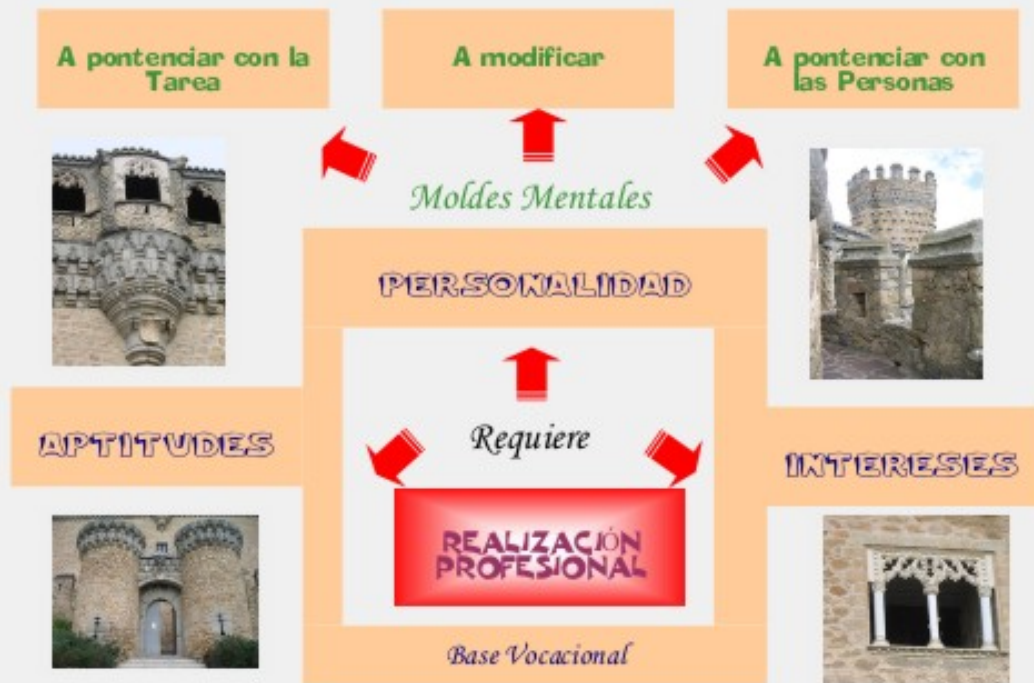 A pontenciar con la
Tarea
A modificar
A pontenciar con
las Personas
Moldes Mentales
PERSONALIDAD
Requiere
APTITUDES
INTERESES
REALIZACIÓN
PROFESIONAL
Base Vocacional